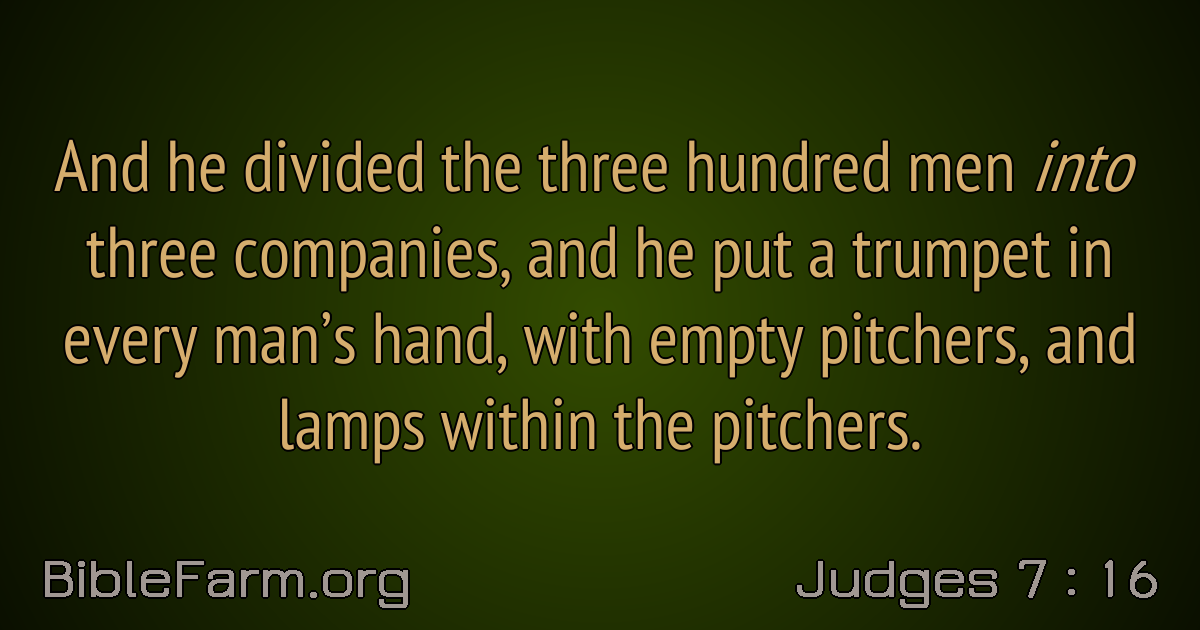 And he divided the three hundred men into
three companies, and he put a trumpet in
every man’s hand, with empty pitchers, and
lamps within the pitchers.
BibleFarm.org
Judges 7 : 16